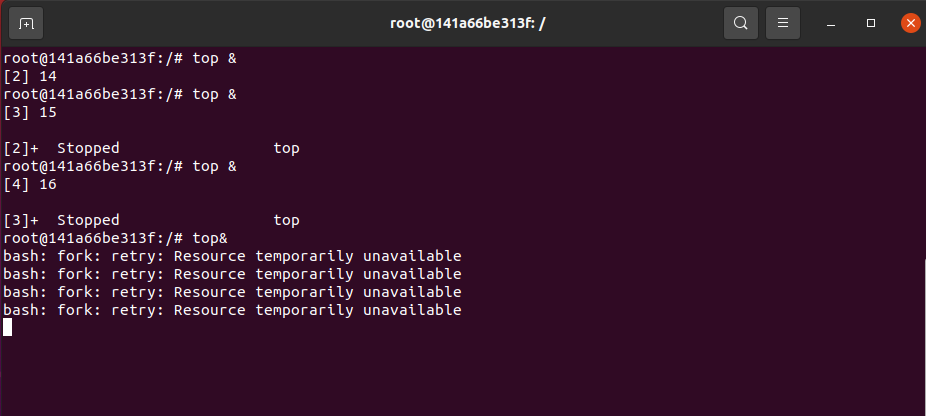 root@141a66be313f: /
root@141a66be313f:/# top &
[2] 14
root@141a66be313f:/# top &
[3] 15
[2]+  Stopped                 top
root@141a66be313f:/# top &
[4] 16
[3]+  Stopped                 top
root@141a66be313f:/# top&
bash: fork: retry: Resource temporarily unavailable
bash: fork: retry: Resource temporarily unavailable
bash: fork: retry: Resource temporarily unavailable
bash: fork: retry: Resource temporarily unavailable